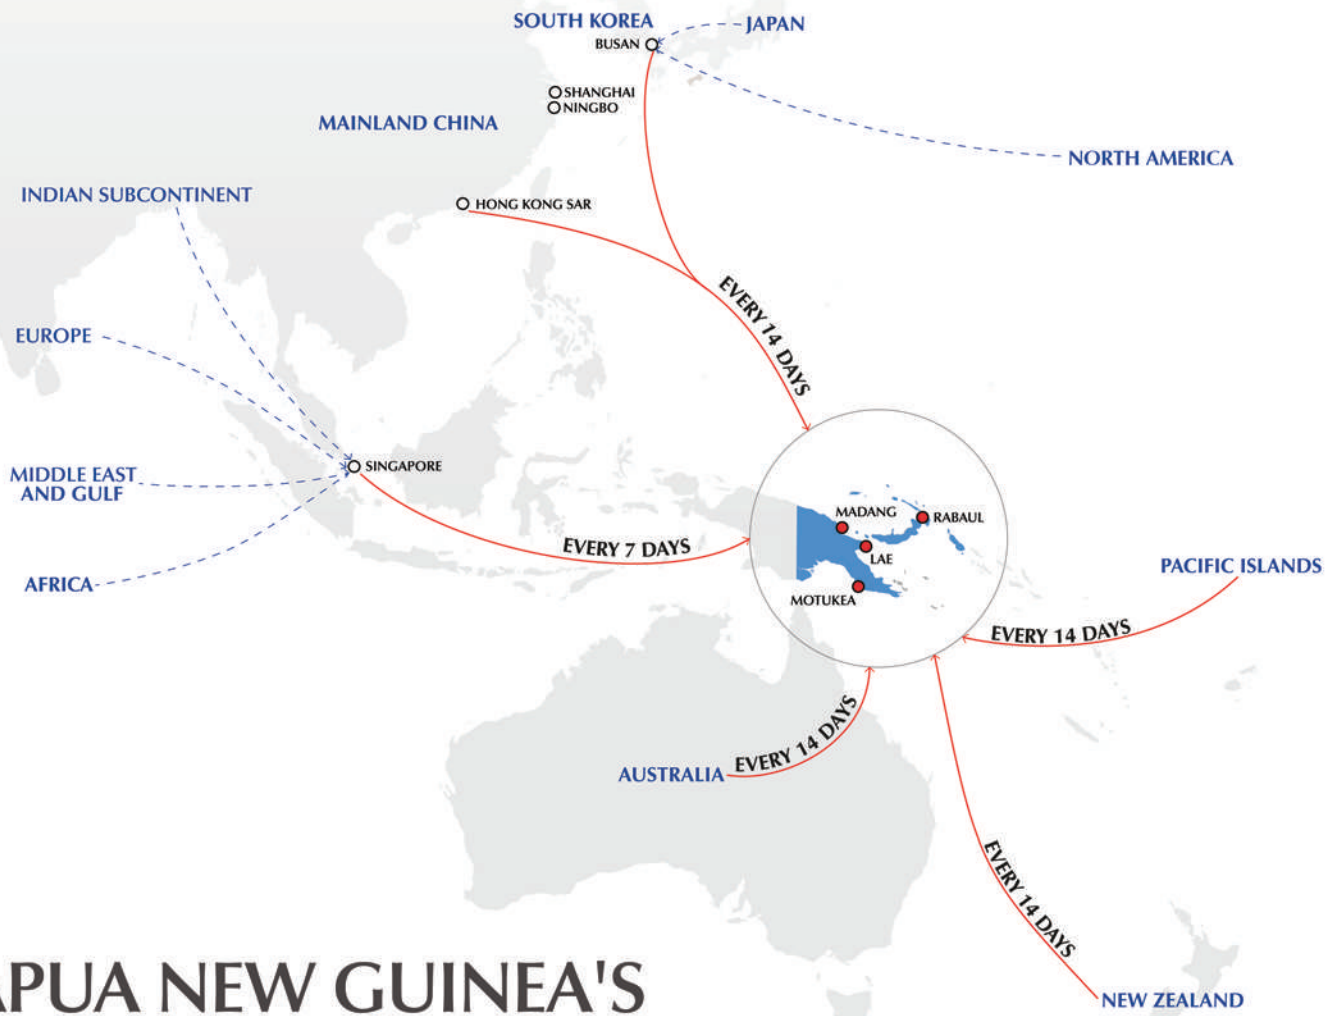 SOUTH KOREA
JAPAN
BUSAN
SHANGHAI
NINGBO
MAINLAND CHINA
NORTH AMERICA
INDIAN SUBCONTINENT
HONG KONG SAR
EVERY 14 DAYS
EUROPE
SINGAPORE
MIDDLE EAST
AND GULF
MADANG
RABAUL
EVERY 7 DAYS
LAE
PACIFIC ISLANDS
AFRICA
MOTUKEA
EVERY 14 DAYS
EVERY 14 DAYS
AUSTRALIA
EVERY 14 DAYS
NEW ZEALAND
APUA NEW GUINEA'S